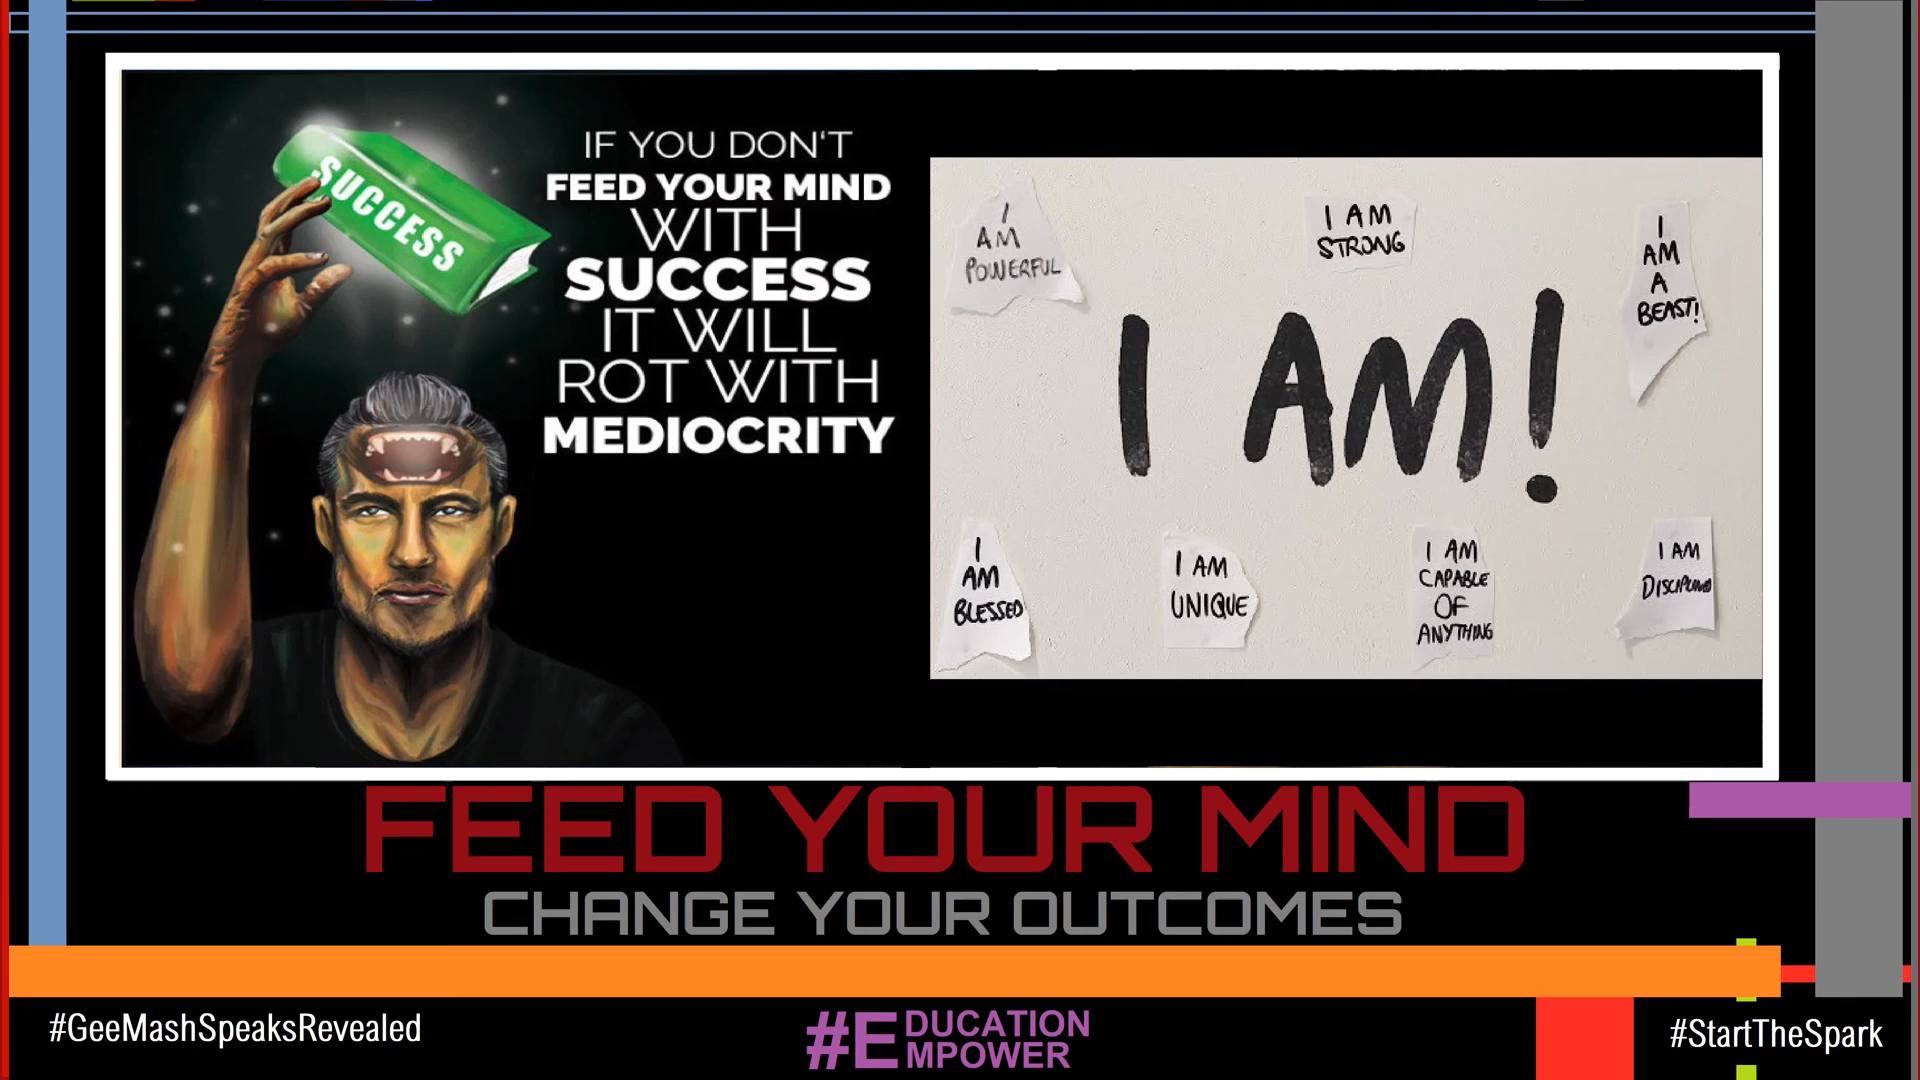 SUCCESS
IF YOU DON'T
FEED YOUR MIND
WITH
SUCCESS
IT WILL
ROT WITH
MEDIOCRITY
I
AM
POWERFUL
I AM
STRONG
I
AM
A
BEAST!
I AM!
I
AM
BLESSED
I AM
UNIQUE
I AM
CAPABLE
OF
ANYTHING
I AM
DISCIPLINED
FEED YOUR MIND
CHANGE YOUR OUTCOMES
#GeeMashSpeaksRevealed
#EDUCATION
EMPOWER
#StartTheSpark